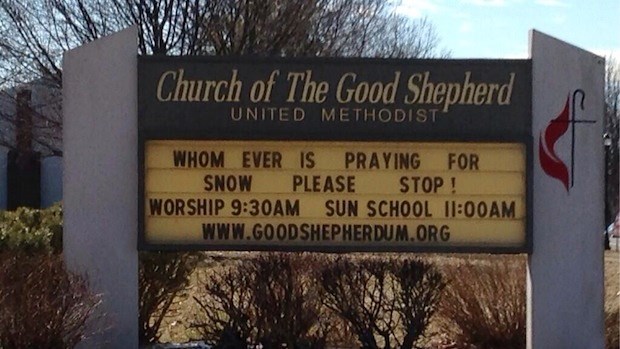 Church of The Good Shepherd
UNITED METHODIST
WHOM EVER IS PRAYING FOR
SNOW PLEASE STOP!
WORSHIP 9:30AM SUN SCHOOL 11:00AM
WWW.GOODSHEPHERDUM.ORG